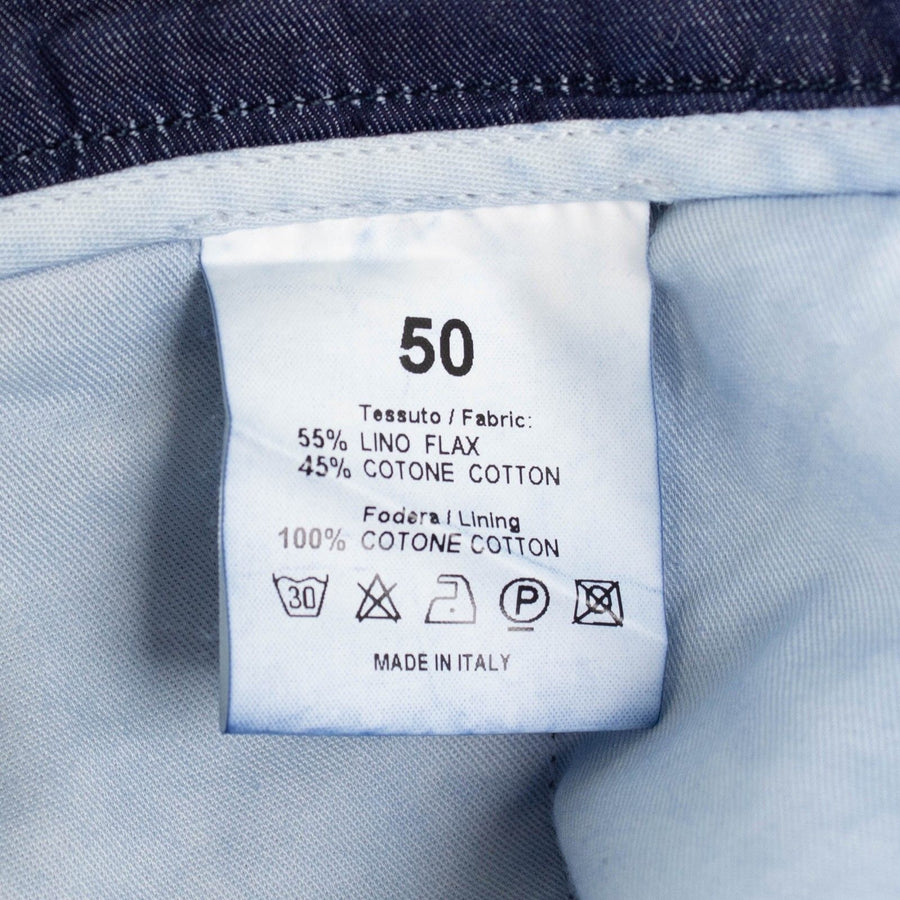 50
Tessuto / Fabric:
55% LINO FLAX
45% COTONE COTTON
Fodera / Lining
100% COTONE COTTON
30 P
MADE IN ITALY